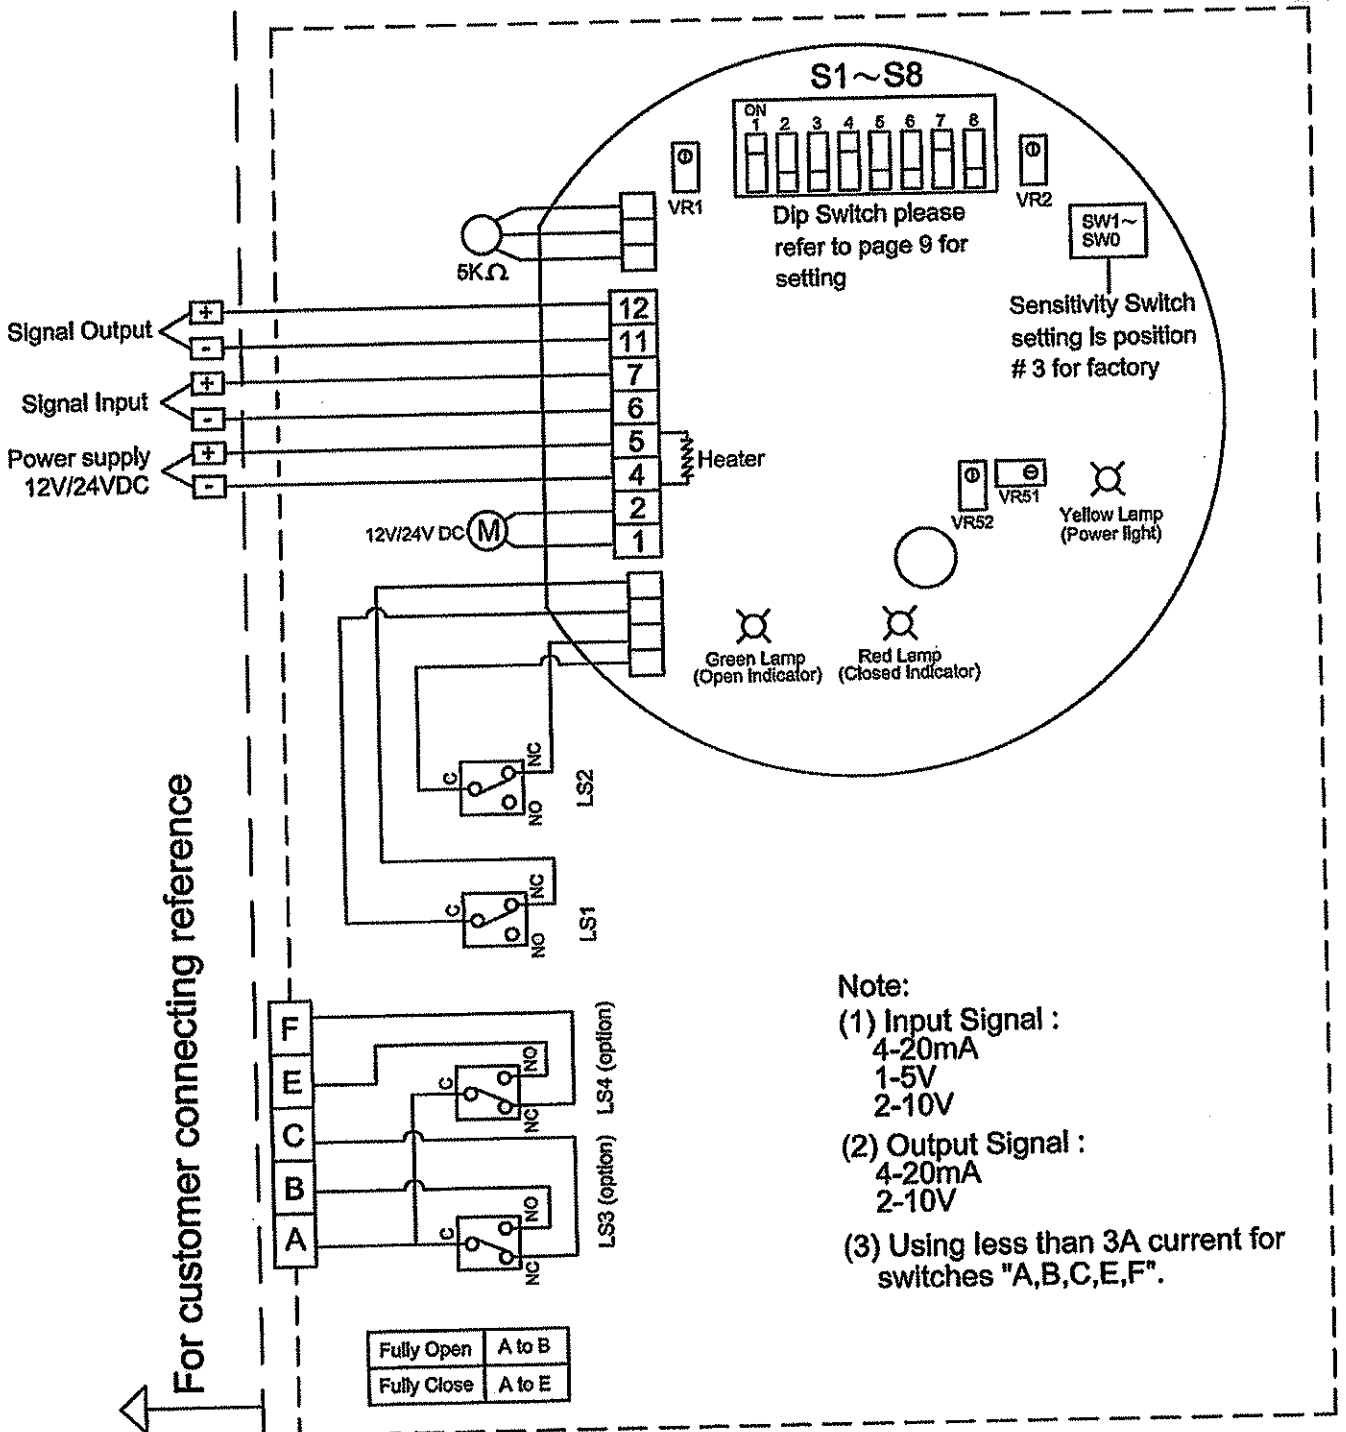 S1~S8
ON
1 2 3 4 5 6 7 8
VR1
VR2
Dip Switch please
refer to page 9 for
setting
SW1~
SW0
Sensitivity Switch
setting is position
# 3 for factory
5KΩ
Signal Output
+
-
Signal Input
+
-
Power supply
12V/24VDC
+
-
12
11
7
6
5
4
2
1
Heater
12V/24V DC
M
VR52
VR51
Yellow Lamp
(Power light)
Green Lamp
(Open Indicator)
Red Lamp
(Closed Indicator)
C
NC
NO
LS2
C
NC
NO
LS1
For customer connecting reference
F
E
C
B
A
C
NO
NC
LS4 (option)
C
NO
NC
LS3 (option)
Fully Open A to B
Fully Close A to E
Note:
(1) Input Signal :
4-20mA
1-5V
2-10V
(2) Output Signal :
4-20mA
2-10V
(3) Using less than 3A current for
switches "A,B,C,E,F".